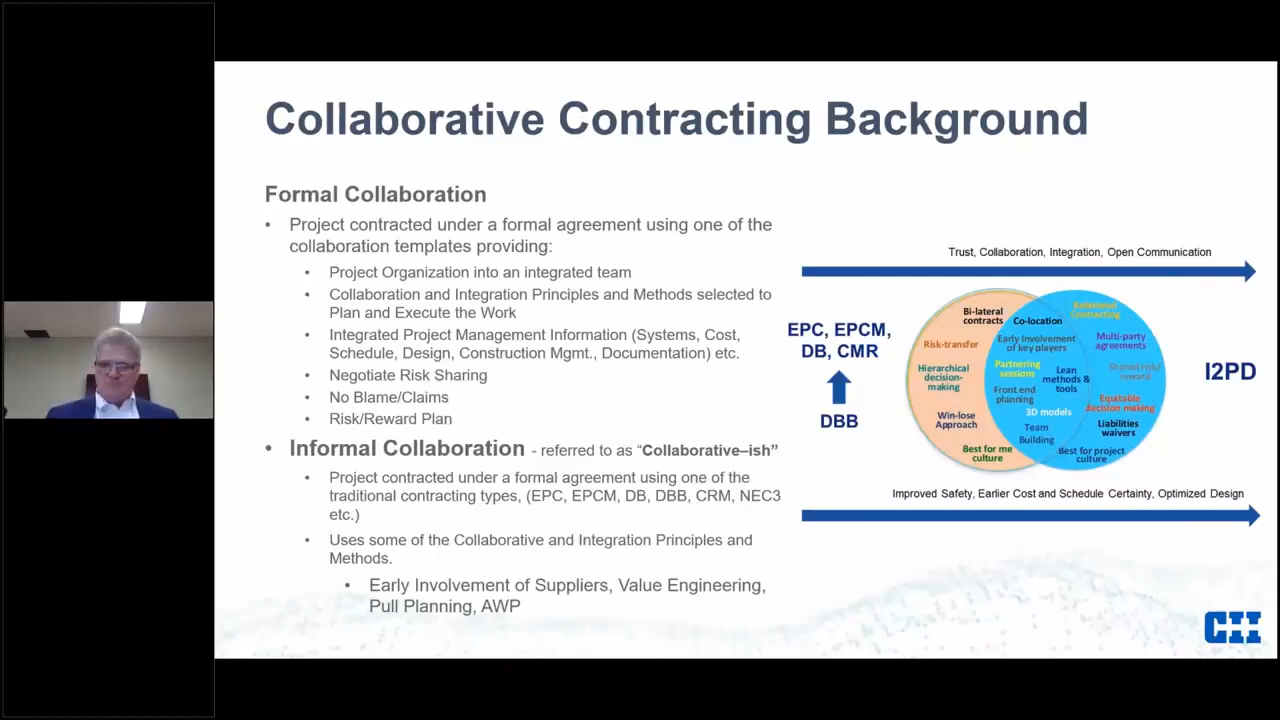 Collaborative Contracting Background
Formal Collaboration
• Project contracted under a formal agreement using one of the
collaboration templates providing:
• Project Organization into an integrated team
• Collaboration and Integration Principles and Methods selected to
Plan and Execute the Work
• Integrated Project Management Information (Systems, Cost,
Schedule, Design, Construction Mgmt., Documentation) etc.
• Negotiate Risk Sharing
• No Blame/Claims
• Risk/Reward Plan
• Informal Collaboration - referred to as “Collaborative–ish”
• Project contracted under a formal agreement using one of the
traditional contracting types, (EPC, EPCM, DB, DBB, CRM, NEC3
etc.)
• Uses some of the Collaborative and Integration Principles and
Methods.
• Early Involvement of Suppliers, Value Engineering,
Pull Planning, AWP
Trust, Collaboration, Integration, Open Communication
EPC, EPCM,
DB, CMR
DBB
Bi-lateral
contracts
Risk-transfer
Hierarchical
decision-
making
Win-lose
Approach
Best for me
culture
Co-location
Early Involvement
of key players
Partnering
sessions
Lean
methods &
tools
Front end
planning
3D models
Team
Building
Relational
Contracting
Multi-party
agreements
Shared risk/
reward
Equitable
decision making
Liabilities
waivers
Best for project
culture
I2PD
Improved Safety, Earlier Cost and Schedule Certainty, Optimized Design
CII